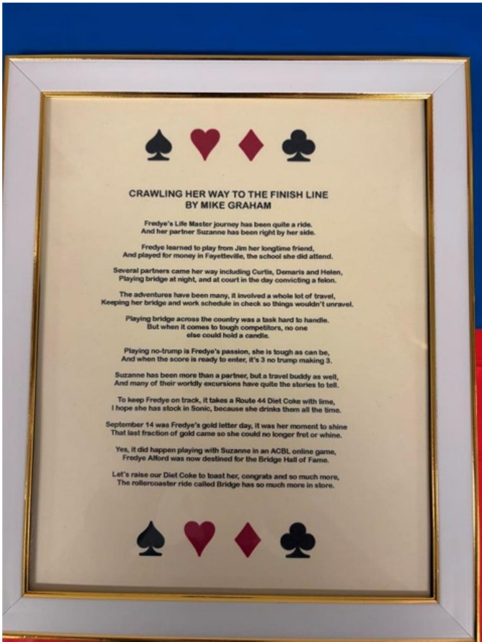 CRAWLING HER WAY TO THE FINISH LINE
BY MIKE GRAHAM
Fredye's Life Master journey has been quite a ride.
And her partner Suzanne has been right by her side.
Fredye learned to play from Jim her longtime friend,
And played for money in Fayetteville, the school she did attend.
Several partners came her way including Curtis, Demaris and Helen,
Playing bridge at night, and at court in the day convicting a felon.
The adventures have been many, it involved a whole lot of travel,
Keeping her bridge and work schedule in check so things wouldn't unravel.
Playing bridge across the country was a task hard to handle.
But when it comes to tough competitors, no one
else could hold a candle.
Playing no-trump is Fredye's passion, she is tough as can be,
And when the score is ready to enter, it's 3 no trump making 3.
Suzanne has been more than a partner, but a travel buddy as well,
And many of their worldly excursions have quite the stories to tell.
To keep Fredye on track, it takes a Route 44 Diet Coke with lime,
I hope she has stock in Sonic, because she drinks them all the time.
September 14 was Fredye's gold letter day, it was her moment to shine
That last fraction of gold came so she could no longer fret or whine.
Yes, it did happen playing with Suzanne in an ACBL online game,
Fredye Alford was now destined for the Bridge Hall of Fame.
Let's raise our Diet Coke to toast her, congrats and so much more,
The rollercoaster ride called Bridge has so much more in store.